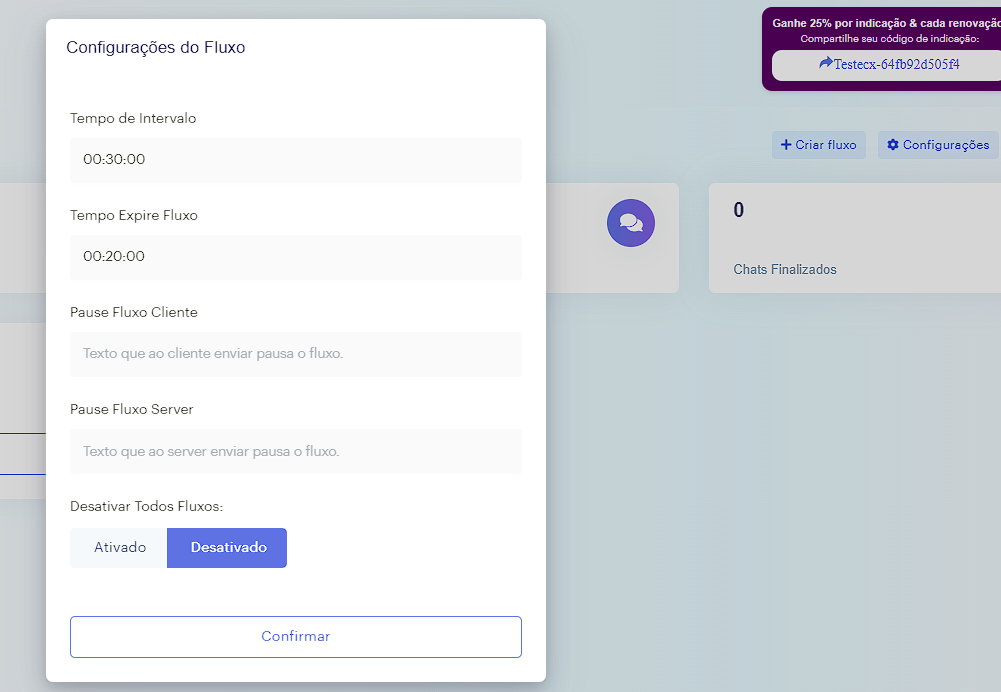 Configurações do Fluxo
Tempo de Intervalo
00:30:00
Tempo Expire Fluxo
00:20:00
Pause Fluxo Cliente
Texto que ao cliente enviar pausa o fluxo.
Pause Fluxo Server
Texto que ao server enviar pausa o fluxo.
Desativar Todos Fluxos:
Ativado Desativado
Confirmar
Ganhe 25% por indicação & cada renovação
Compartilhe seu código de indicação:
Testecx-64fb92d505f4
Criar fluxo Configurações
0
Chats Finalizados